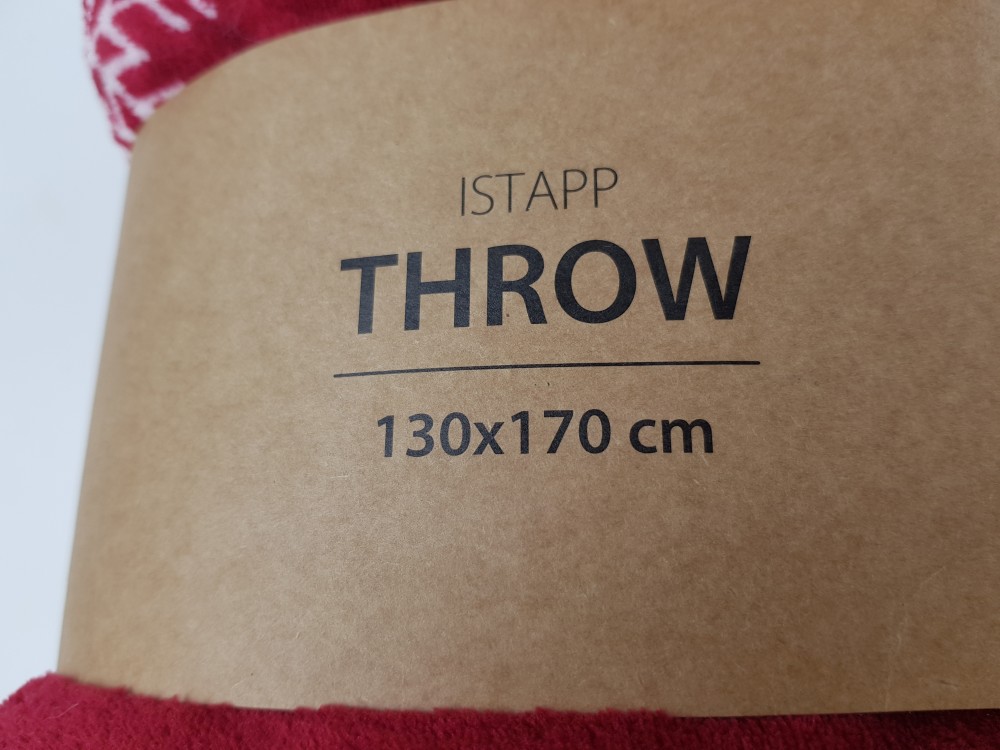 ISTAPP
THROW
130x170 cm